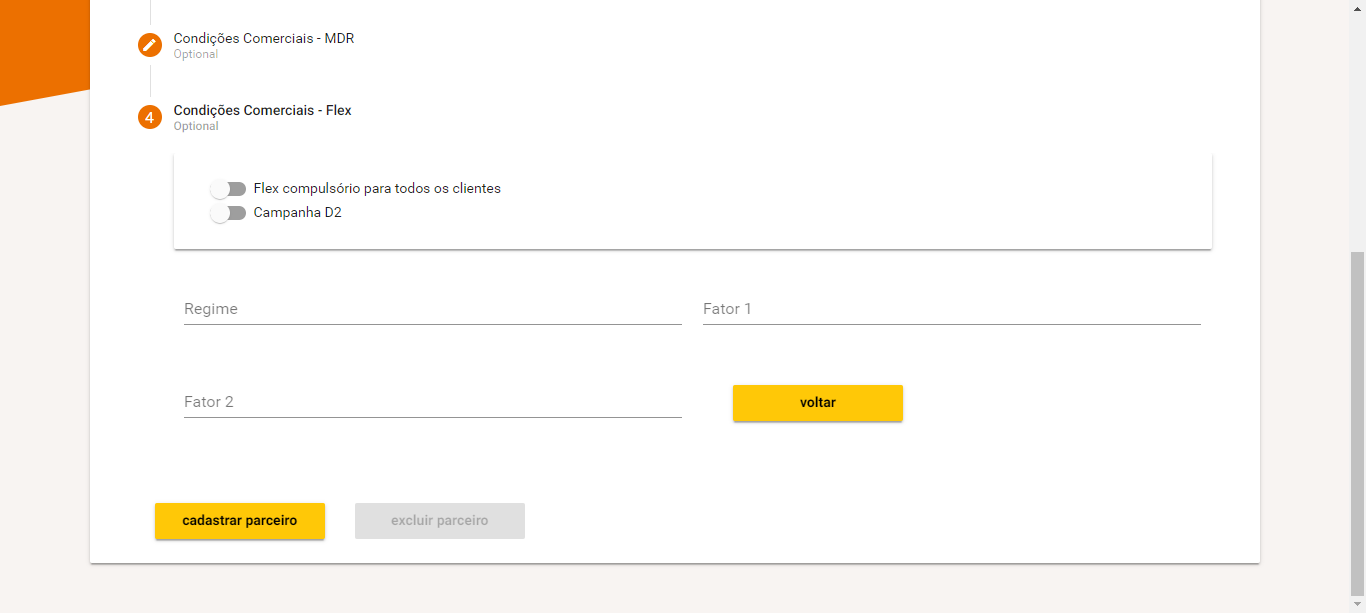 Condições Comerciais - MDR
Optional
4
Condições Comerciais - Flex
Optional
Flex compulsório para todos os clientes
Campanha D2
Regime
Fator 1
Fator 2
voltar
cadastrar parceiro
excluir parceiro